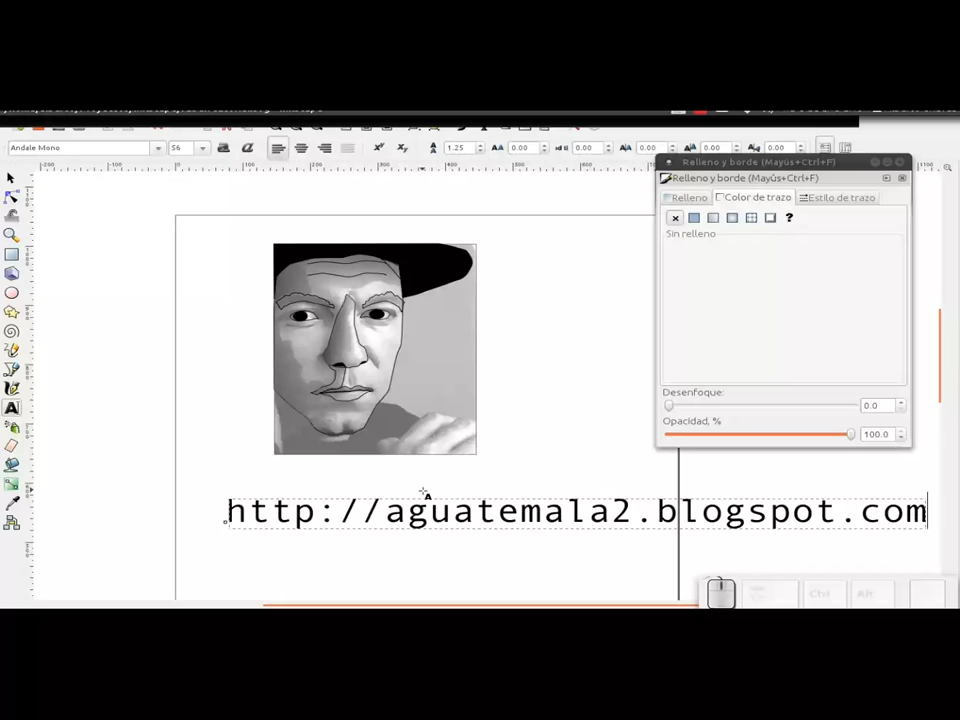 Andale Mono 56 1.25 0.00 0.00 0.00 0.00 0.00
Relleno y borde (Mayús+Ctrl+F)
Relleno y borde (Mayús+Ctrl+F)
Relleno Color de trazo Estilo de trazo
?
Sin relleno
Desenfoque:
0.0
Opacidad, %
100.0
http://aguatemala2.blogspot.com
Ctrl Alt